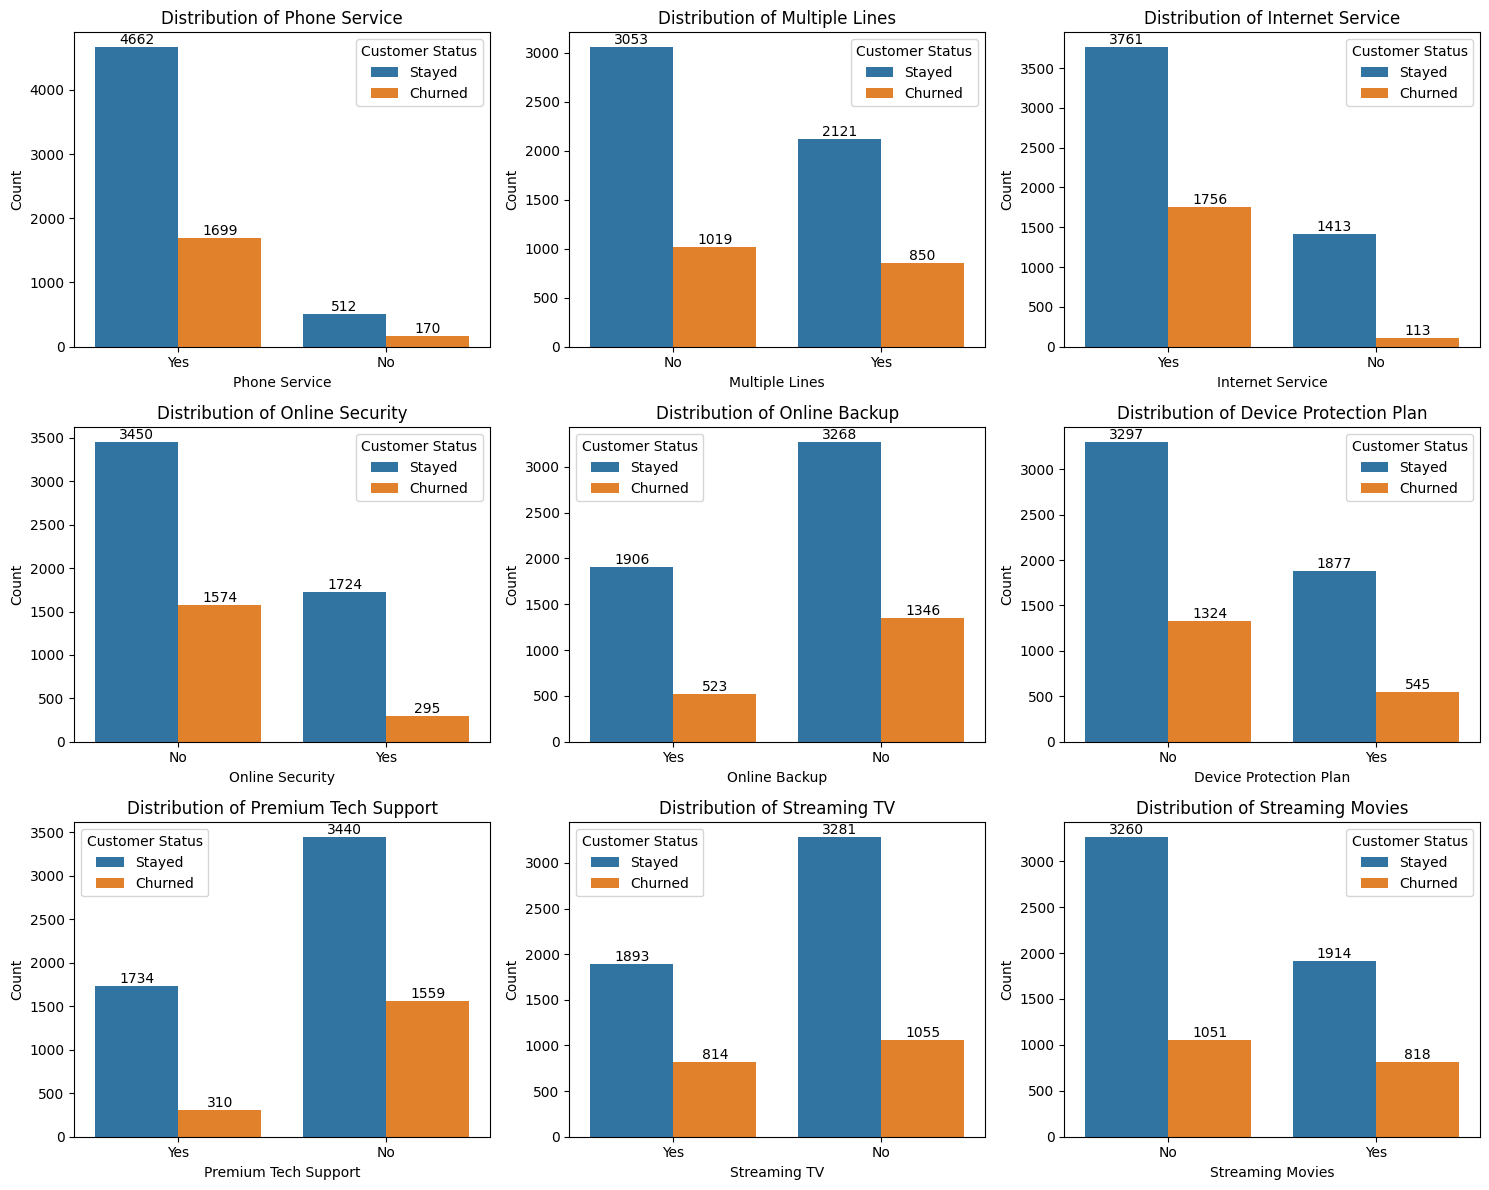 Distribution of Phone Service
4662
1699
512
170
Customer Status
Stayed
Churned
4000
3000
2000
1000
0
Count
Yes
No
Phone Service
Distribution of Multiple Lines
3053
1019
2121
850
Customer Status
Stayed
Churned
3000
2500
2000
1500
1000
500
0
Count
No
Yes
Multiple Lines
Distribution of Internet Service
3761
1756
1413
113
Customer Status
Stayed
Churned
3500
3000
2500
2000
1500
1000
500
0
Count
Yes
No
Internet Service
Distribution of Online Security
3450
1574
1724
295
Customer Status
Stayed
Churned
3500
3000
2500
2000
1500
1000
500
0
Count
No
Yes
Online Security
Distribution of Online Backup
1906
523
3268
1346
Customer Status
Stayed
Churned
3000
2500
2000
1500
1000
500
0
Count
Yes
No
Online Backup
Distribution of Device Protection Plan
3297
1324
1877
545
Customer Status
Stayed
Churned
3000
2500
2000
1500
1000
500
0
Count
No
Yes
Device Protection Plan
Distribution of Premium Tech Support
1734
310
3440
1559
Customer Status
Stayed
Churned
3500
3000
2500
2000
1500
1000
500
0
Count
Yes
No
Premium Tech Support
Distribution of Streaming TV
1893
814
3281
1055
Customer Status
Stayed
Churned
3000
2500
2000
1500
1000
500
0
Count
Yes
No
Streaming TV
Distribution of Streaming Movies
3260
1051
1914
818
Customer Status
Stayed
Churned
3000
2500
2000
1500
1000
500
0
Count
No
Yes
Streaming Movies